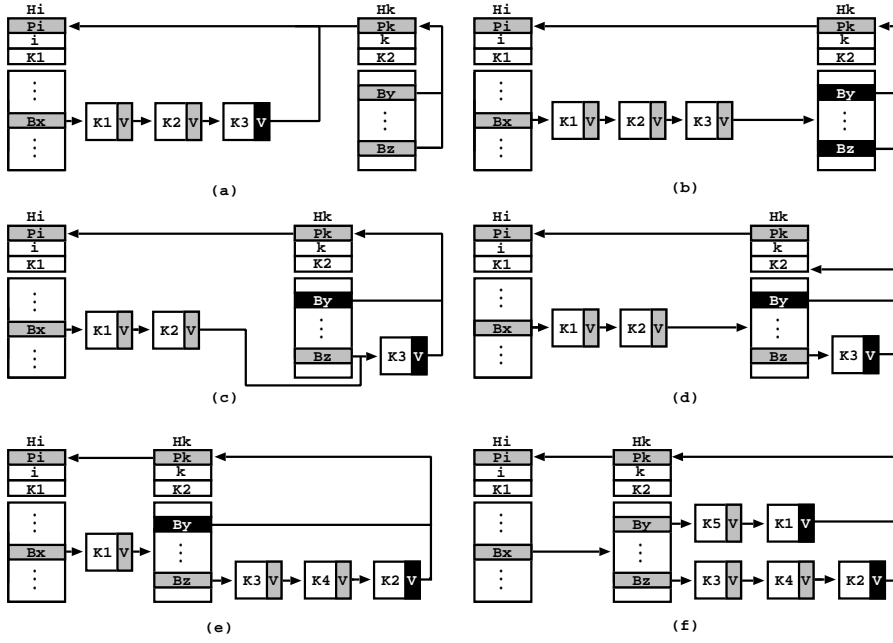 Hi Hk Hi Hk
Pi Pk Pi Pk
i k i k
K1 K2 K1 K2
By By
Bx K1 V K2 V K3 V Bx K1 V K2 V K3 V
Bz Bz
(a) (b)
Hi Hk Hi Hk
Pi Pk Pi Pk
i k i k
K1 K2 K1 K2
By By
Bx K1 V K2 V Bx K1 V K2 V
Bz K3 V Bz K3 V
(c) (d)
Hi Hk Hi Hk
Pi Pk Pi Pk
i k i k
K1 K2 K1 K2
By By K5 V K1 V
Bx K1 V Bx
Bz K3 V K4 V K2 V Bz K3 V K4 V K2 V
(e) (f)